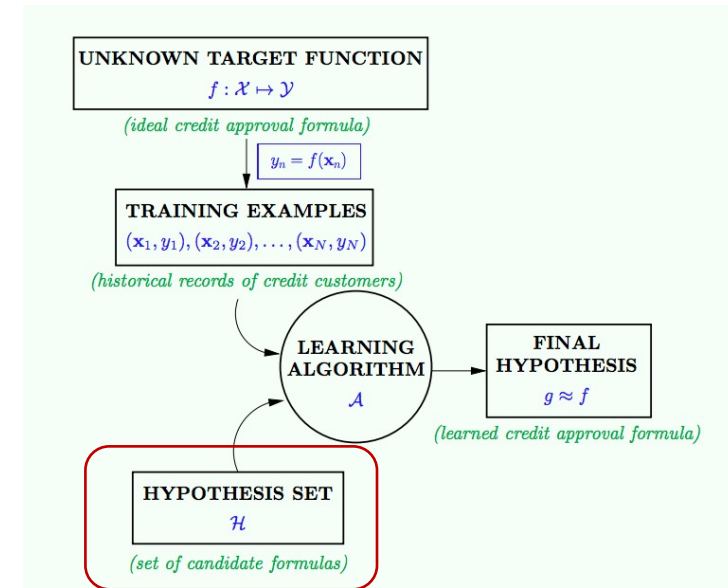 UNKNOWN TARGET FUNCTION
f : 𝒳 ↦ 𝒴
(ideal credit approval formula)
yₙ = f(𝐱ₙ)
TRAINING EXAMPLES
(𝐱₁, y₁), (𝐱₂, y₂), . . . , (𝐱_N, y_N)
(historical records of credit customers)
LEARNING
ALGORITHM
𝒜
FINAL
HYPOTHESIS
g ≈ f
(learned credit approval formula)
HYPOTHESIS SET
ℋ
(set of candidate formulas)